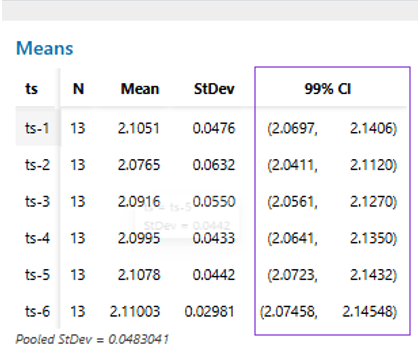 Means
ts N Mean StDev 99% CI
ts-1 13 2.1051 0.0476 (2.0697, 2.1406)
ts-2 13 2.0765 0.0632 (2.0411, 2.1120)
ts-3 13 2.0916 0.0550 (2.0561, 2.1270)
ts = ts-5
StDev = 0.0442
ts-4 13 2.0995 0.0433 (2.0641, 2.1350)
ts-5 13 2.1078 0.0442 (2.0723, 2.1432)
ts-6 13 2.11003 0.02981 (2.07458, 2.14548)
Pooled StDev = 0.0483041